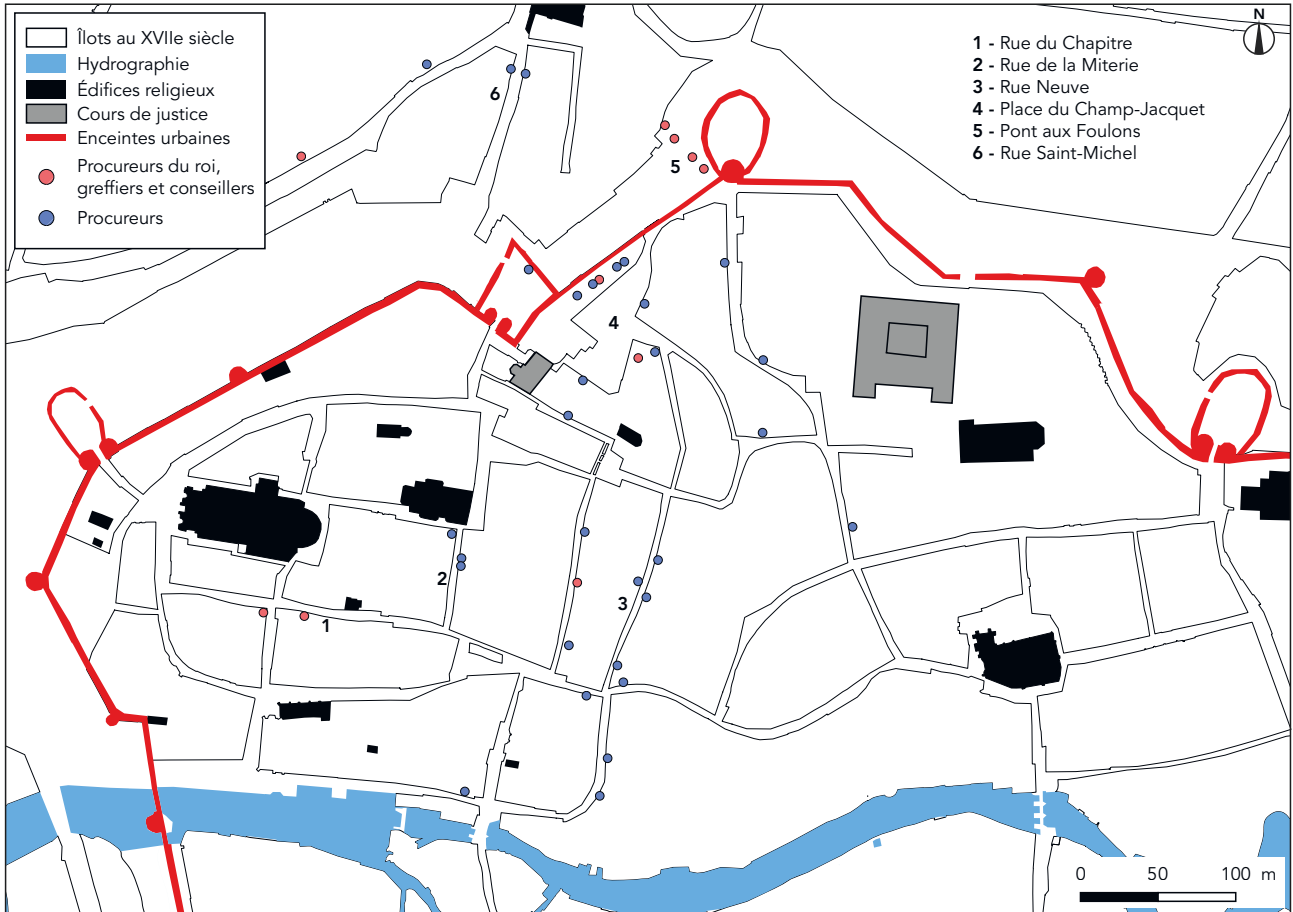 Îlots au XVIIe siècle
Hydrographie
Édifices religieux
Cours de justice
Enceintes urbaines
Procureurs du roi,
greffiers et conseillers
Procureurs
N
1 - Rue du Chapitre
2 - Rue de la Miterie
3 - Rue Neuve
4 - Place du Champ-Jacquet
5 - Pont aux Foulons
6 - Rue Saint-Michel
6
5
4
2
3
1
0 50 100 m